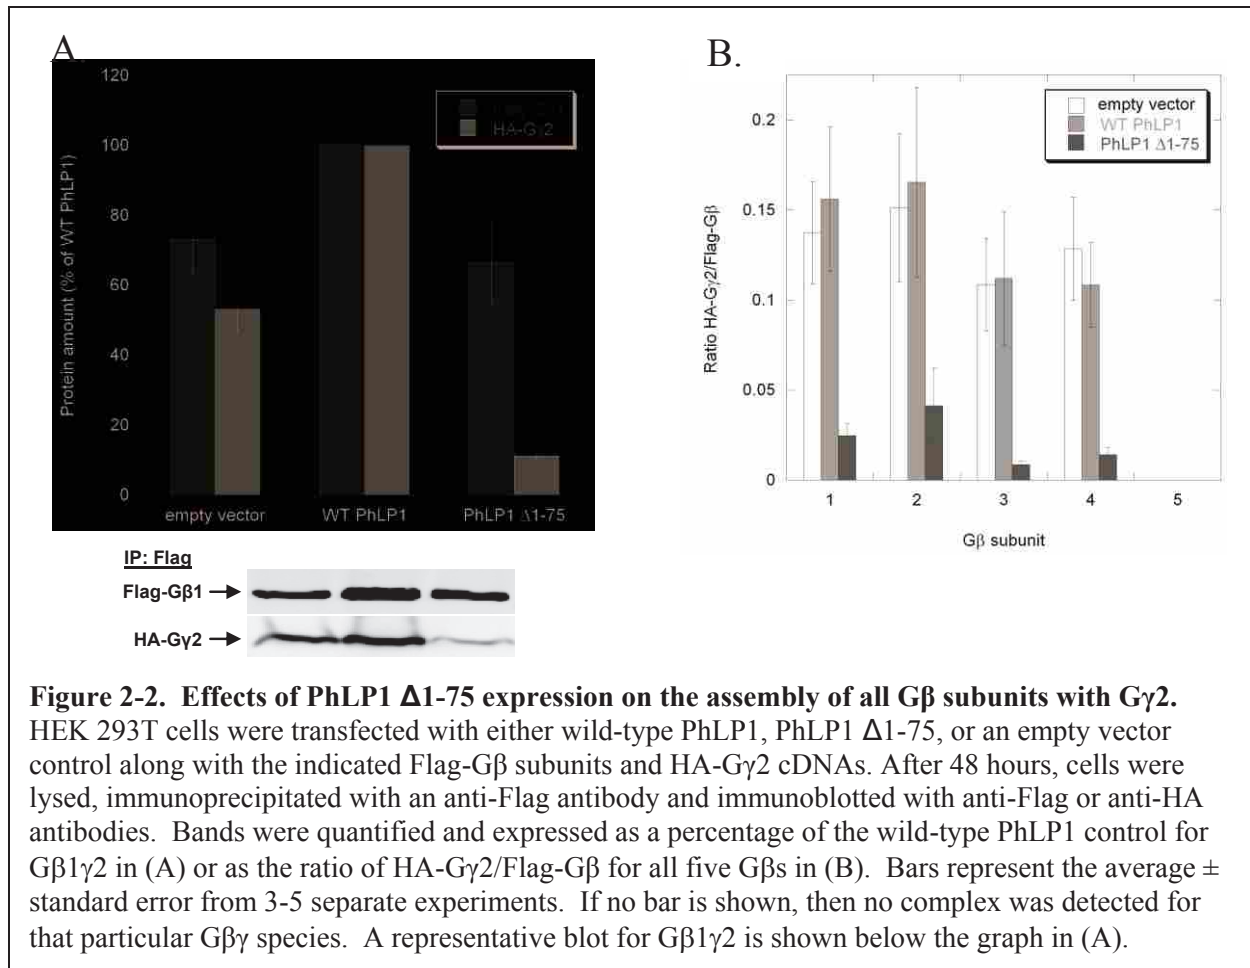 A.
120
100
80
60
40
20
0
Protein amount (% of WT PhLP1)
HA-Gγ2
empty vector
WT PhLP1
PhLP1 Δ1-75
IP: Flag
Flag-Gβ1
HA-Gγ2
B.
0.2
0.15
0.1
0.05
0
Ratio HA-Gγ2/Flag-Gβ
empty vector
WT PhLP1
PhLP1 Δ1-75
1 2 3 4 5
Gβ subunit
Figure 2-2. Effects of PhLP1 Δ1-75 expression on the assembly of all Gβ subunits with Gγ2.
HEK 293T cells were transfected with either wild-type PhLP1, PhLP1 Δ1-75, or an empty vector
control along with the indicated Flag-Gβ subunits and HA-Gγ2 cDNAs. After 48 hours, cells were
lysed, immunoprecipitated with an anti-Flag antibody and immunoblotted with anti-Flag or anti-HA
antibodies. Bands were quantified and expressed as a percentage of the wild-type PhLP1 control for
Gβ1γ2 in (A) or as the ratio of HA-Gγ2/Flag-Gβ for all five Gβs in (B). Bars represent the average ±
standard error from 3-5 separate experiments. If no bar is shown, then no complex was detected for
that particular Gβγ species. A representative blot for Gβ1γ2 is shown below the graph in (A).